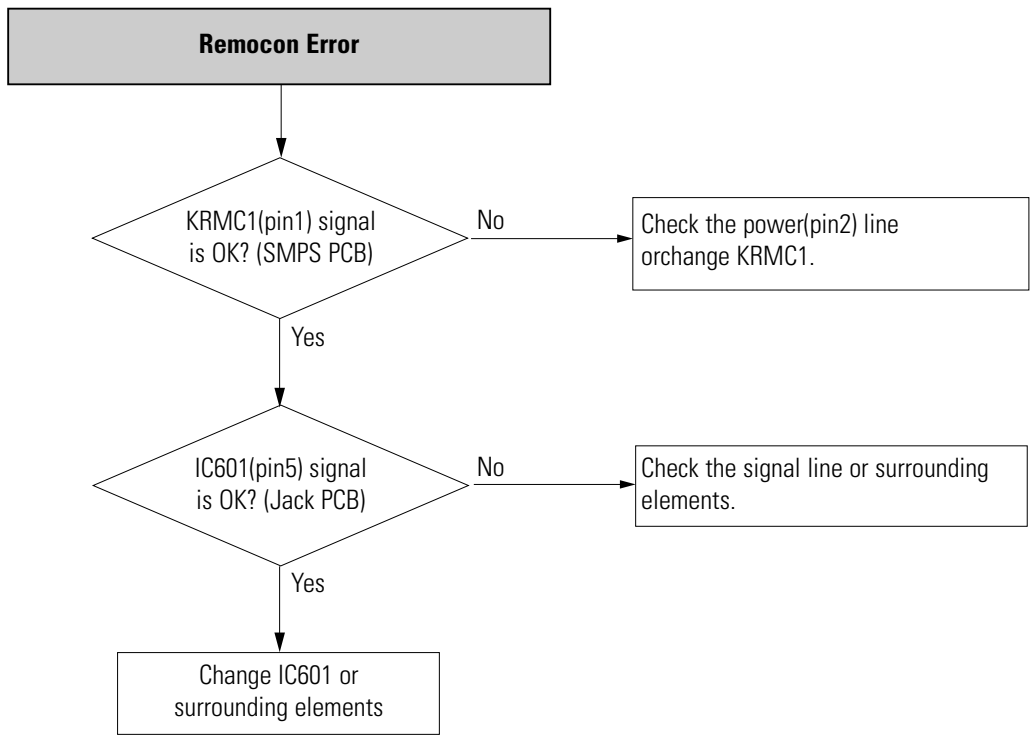 Remocon Error
KRMC1(pin1) signal
is OK? (SMPS PCB)
No
Check the power(pin2) line
orchange KRMC1.
Yes
IC601(pin5) signal
is OK? (Jack PCB)
No
Check the signal line or surrounding
elements.
Yes
Change IC601 or
surrounding elements